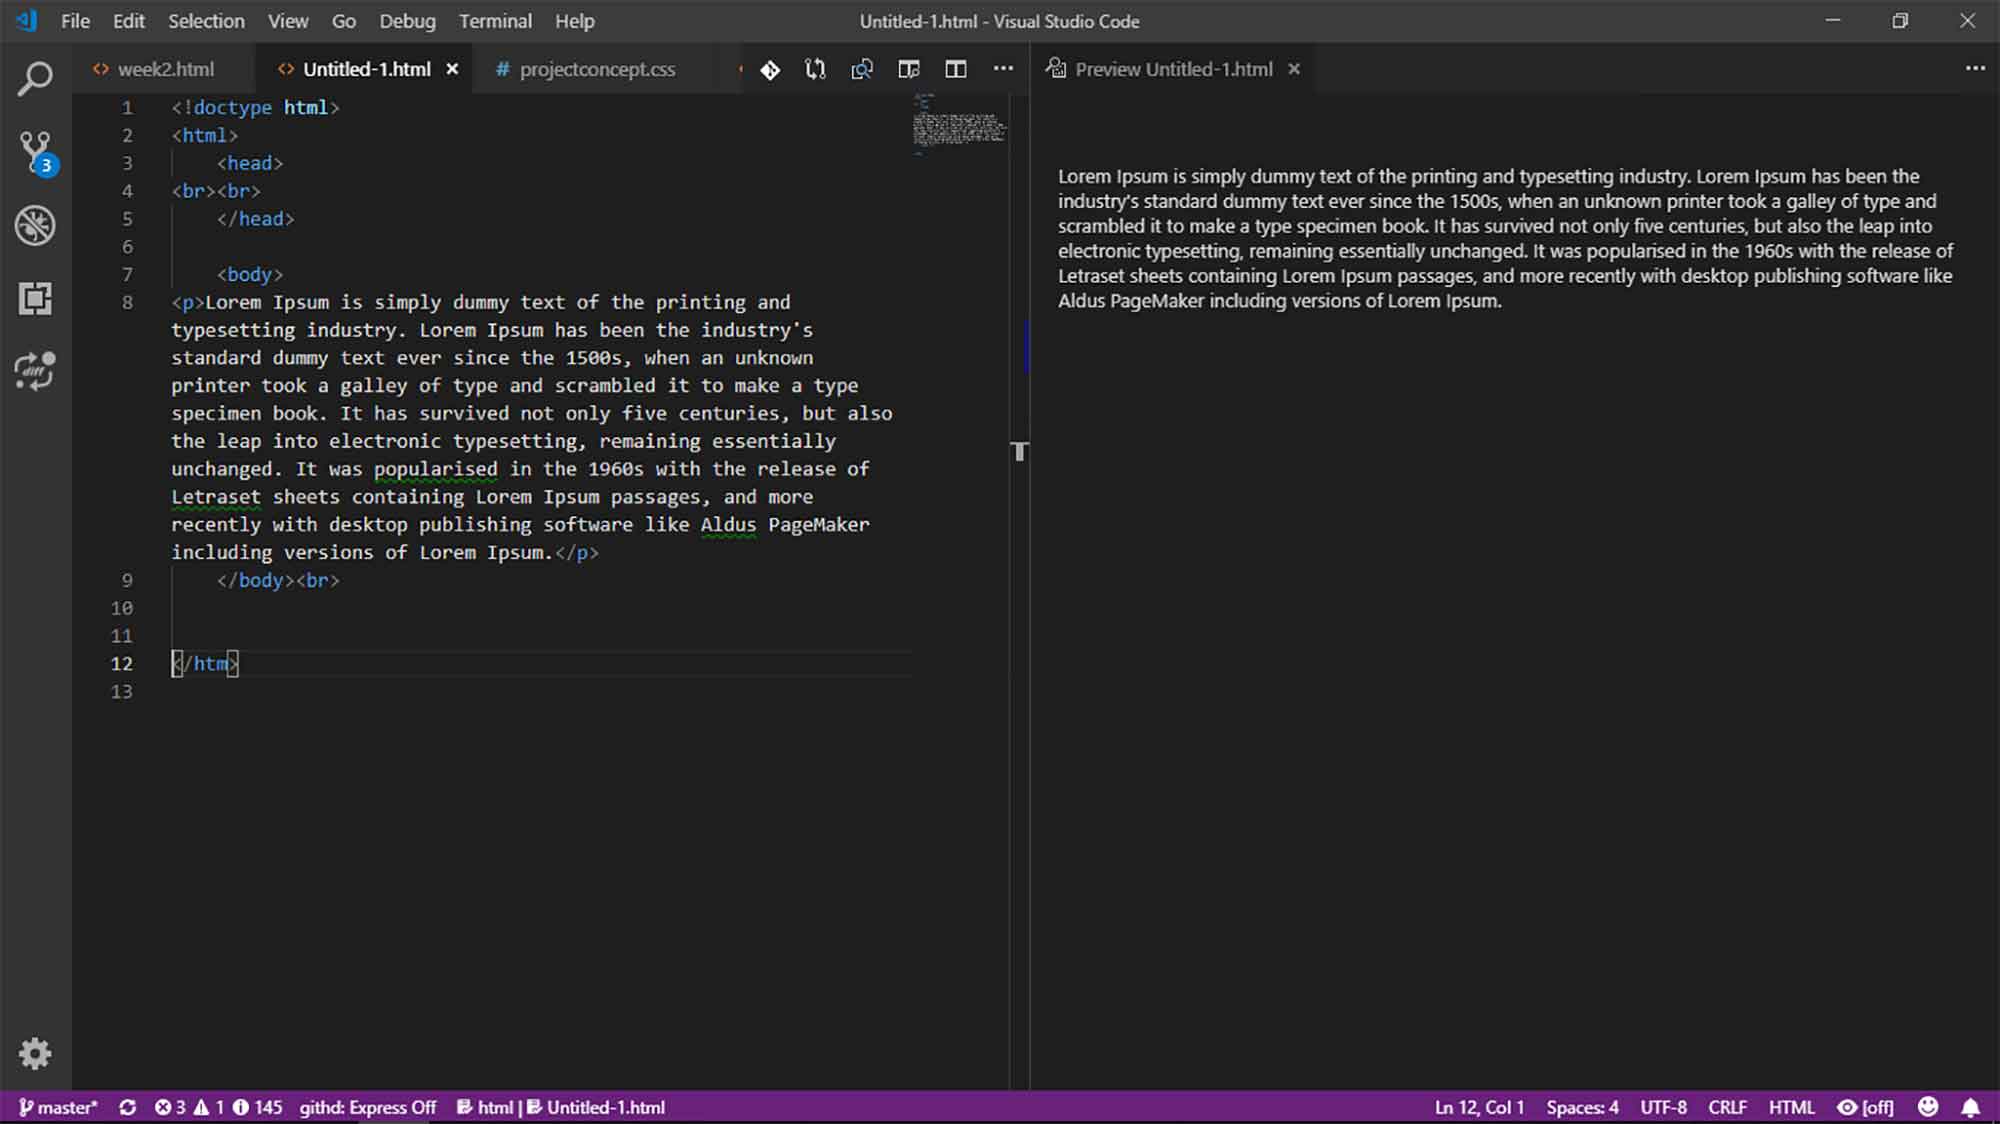 File Edit Selection View Go Debug Terminal Help Untitled-1.html - Visual Studio Code
week2.html Untitled-1.html projectconcept.css Preview Untitled-1.html
3
diff
1 <!doctype html>
2 <html>
3 <head>
4 <br><br>
5 </head>
6
7 <body>
8 <p>Lorem Ipsum is simply dummy text of the printing and
typesetting industry. Lorem Ipsum has been the industry's
standard dummy text ever since the 1500s, when an unknown
printer took a galley of type and scrambled it to make a type
specimen book. It has survived not only five centuries, but also
the leap into electronic typesetting, remaining essentially
unchanged. It was popularised in the 1960s with the release of
Letraset sheets containing Lorem Ipsum passages, and more
recently with desktop publishing software like Aldus PageMaker
including versions of Lorem Ipsum.</p>
9 </body><br>
10
11
12 </htm>
13
T
Lorem Ipsum is simply dummy text of the printing and typesetting industry. Lorem Ipsum has been the
industry's standard dummy text ever since the 1500s, when an unknown printer took a galley of type and
scrambled it to make a type specimen book. It has survived not only five centuries, but also the leap into
electronic typesetting, remaining essentially unchanged. It was popularised in the 1960s with the release of
Letraset sheets containing Lorem Ipsum passages, and more recently with desktop publishing software like
Aldus PageMaker including versions of Lorem Ipsum.
master* 3 1 145 githd: Express Off html | Untitled-1.html Ln 12, Col 1 Spaces: 4 UTF-8 CRLF HTML [off]